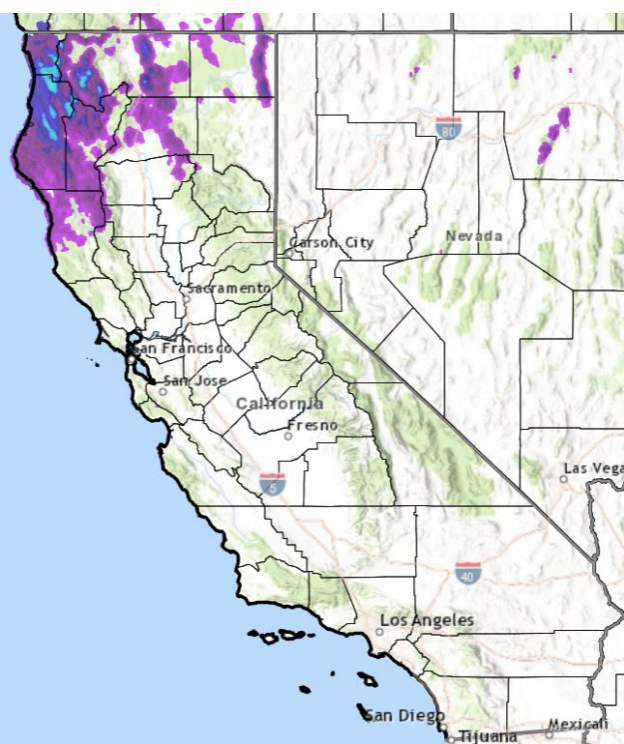 80
Carson City
Nevada
Sacramento
San Francisco
San Jose
California
Fresno
5
Las Vega
40
Los Angeles
San Diego
Mexicali
Tijuana